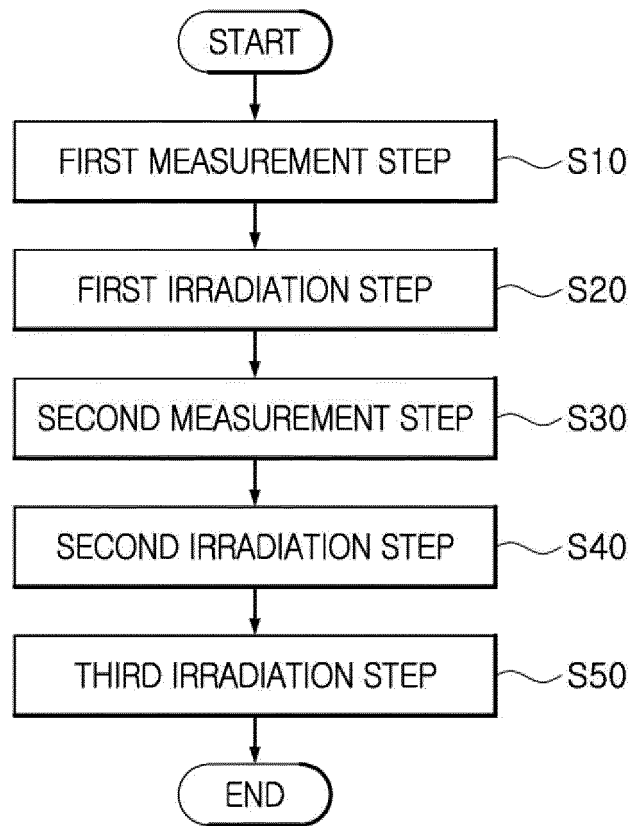 START
FIRST MEASUREMENT STEP S10
FIRST IRRADIATION STEP S20
SECOND MEASUREMENT STEP S30
SECOND IRRADIATION STEP S40
THIRD IRRADIATION STEP S50
END